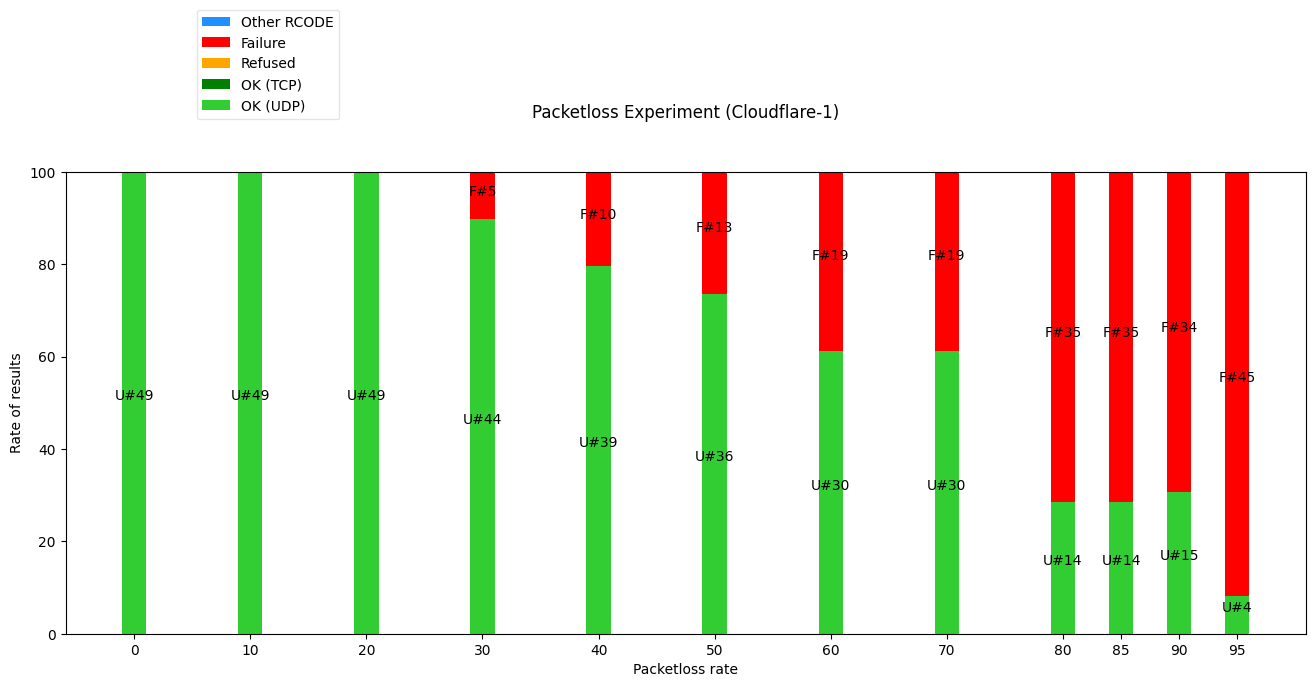 Other RCODE
Failure
Refused
OK (TCP)
OK (UDP)
Packetloss Experiment (Cloudflare-1)
Rate of results
100
80
60
40
20
0
F#5
F#10
F#13
F#19
F#19
F#35
F#35
F#34
F#45
U#49
U#49
U#49
U#44
U#39
U#36
U#30
U#30
U#14
U#14
U#15
U#4
0 10 20 30 40 50 60 70 80 85 90 95
Packetloss rate